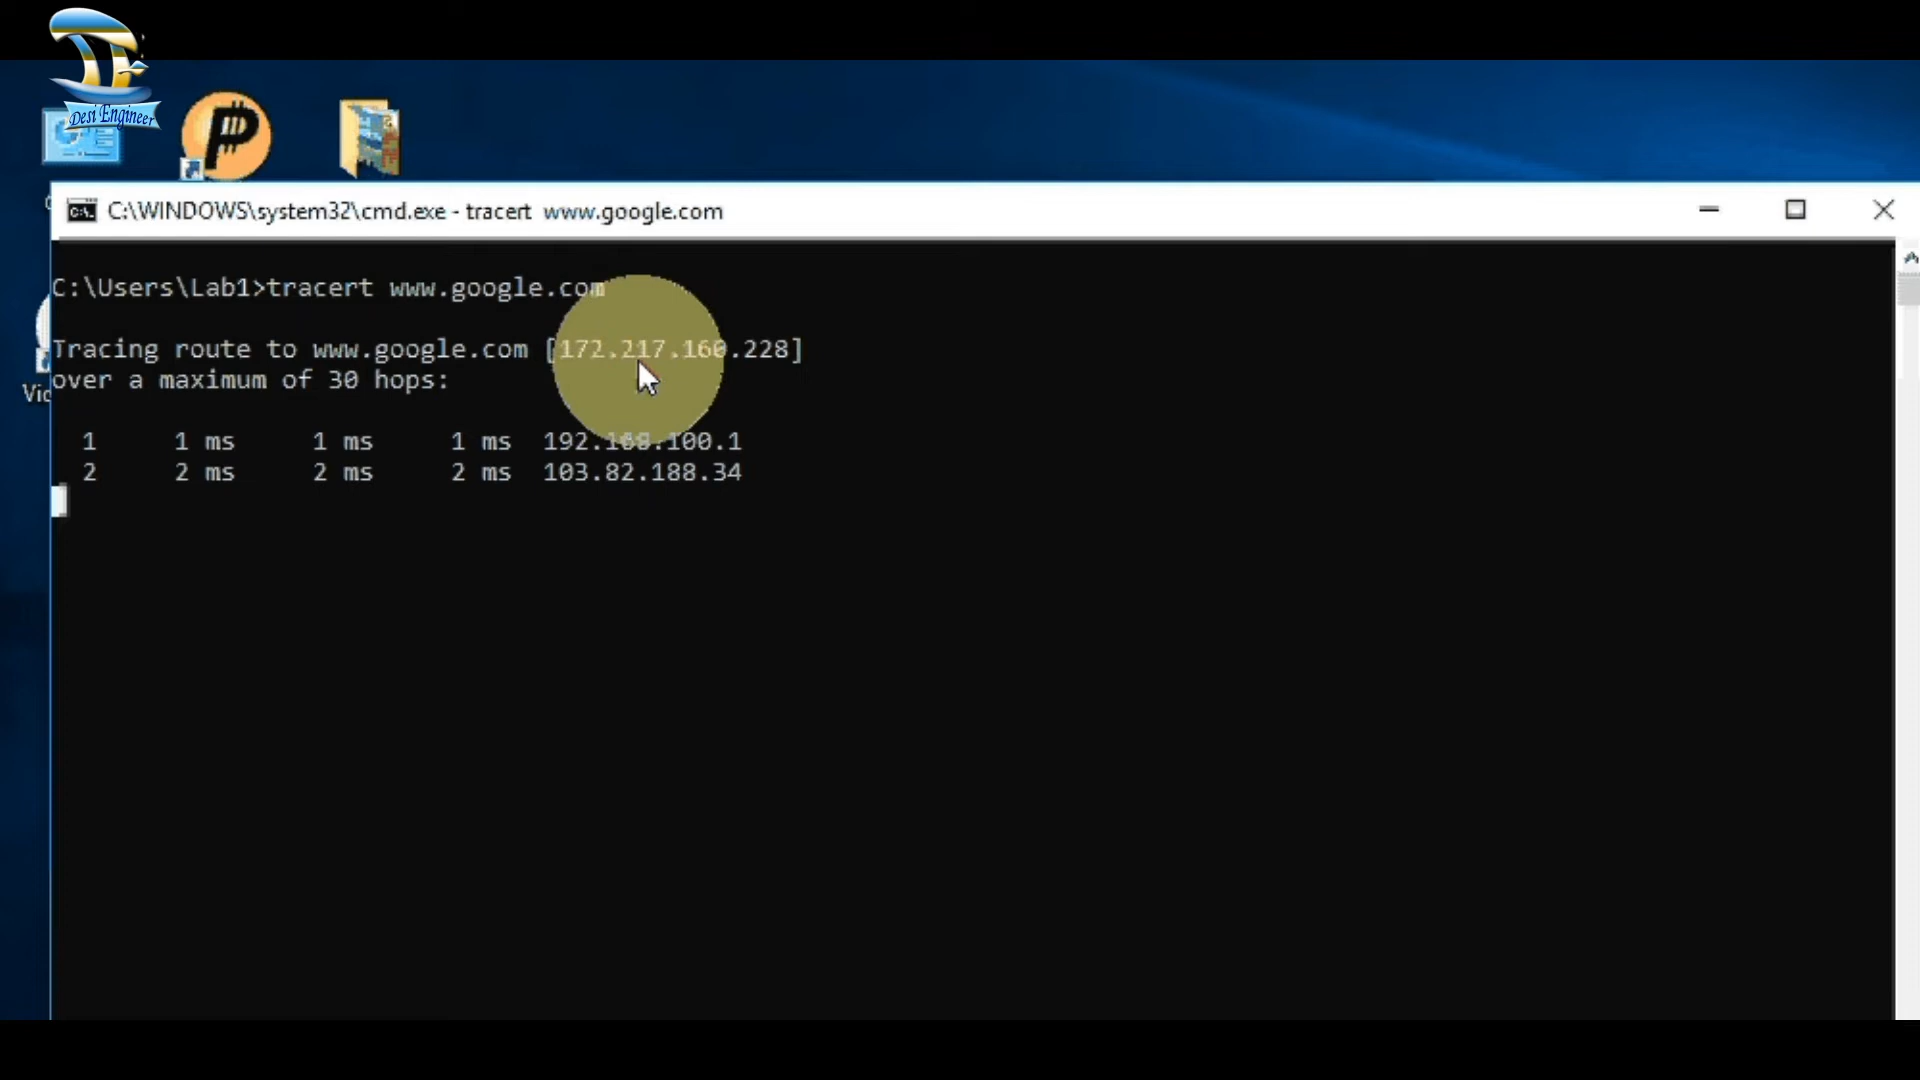 Desi Engineer
C:\WINDOWS\system32\cmd.exe - tracert www.google.com
C:\Users\Lab1>tracert www.google.com
Tracing route to www.google.com [172.217.160.228]
over a maximum of 30 hops:
1 1 ms 1 ms 1 ms 192.168.100.1
2 2 ms 2 ms 2 ms 103.82.188.34